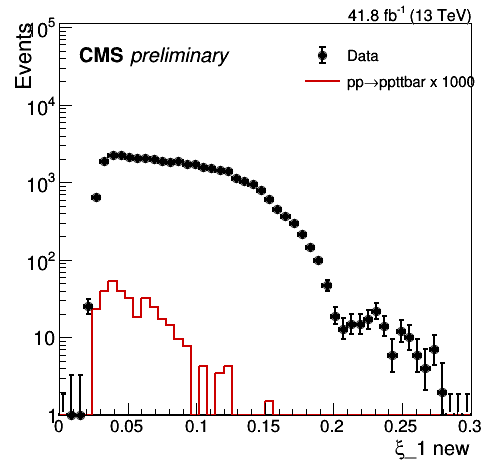 41.8 fb⁻¹ (13 TeV)
Events
CMS preliminary
Data
pp→ppttbar x 1000
10⁵
10⁴
10³
10²
10
1
0 0.05 0.1 0.15 0.2 0.25 0.3
ξ_1 new